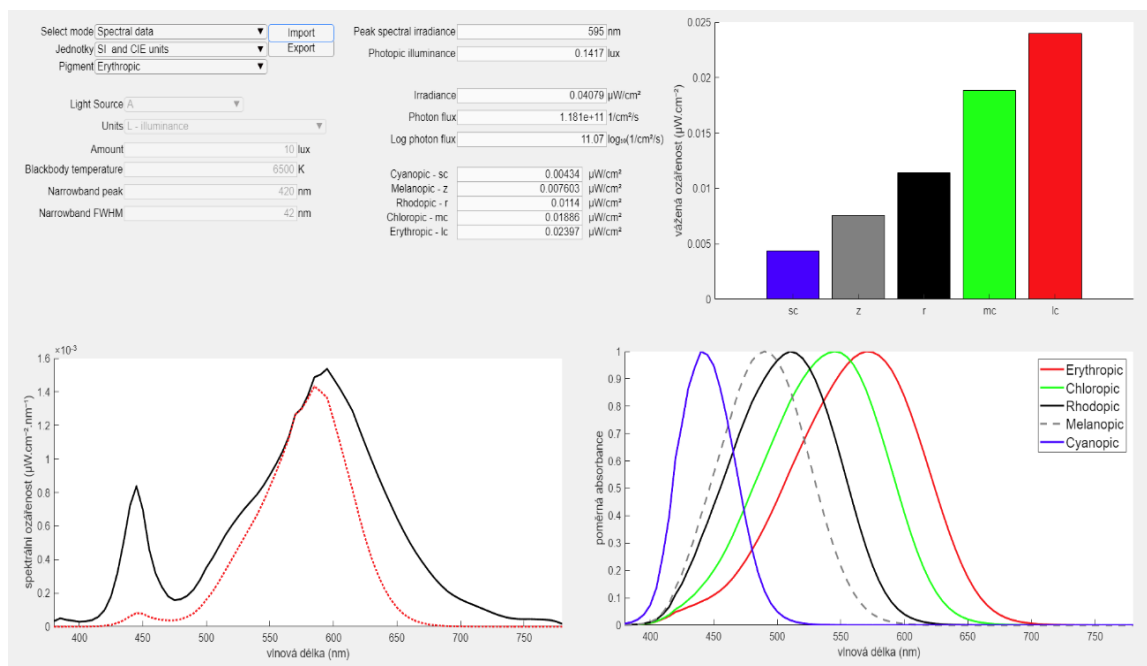 Select mode Spectral data ▼ Import
Jednotky SI and CIE units ▼ Export
Pigment Erythropic ▼
Light Source A ▼
Units L - illuminance ▼
Amount 10 lux
Blackbody temperature 6500 K
Narrowband peak 420 nm
Narrowband FWHM 42 nm
Peak spectral irradiance 595 nm
Photopic illuminance 0.1417 lux
Irradiance 0.04079 µW/cm²
Photon flux 1.181e+11 1/cm²/s
Log photon flux 11.07 log₁₀(1/cm²/s)
Cyanopic - sc 0.00434 µW/cm²
Melanopic - z 0.007603 µW/cm²
Rhodopic - r 0.0114 µW/cm²
Chloropic - mc 0.01886 µW/cm²
Erythropic - lc 0.02397 µW/cm²
vážená ozářenost (µW.cm⁻²)
0.025
0.02
0.015
0.01
0.005
0
sc z r mc lc
×10⁻³
spektrální ozářenost (µW.cm⁻².nm⁻¹)
1.6
1.4
1.2
1
0.8
0.6
0.4
0.2
0
400 450 500 550 600 650 700 750
vlnová délka (nm)
poměrná absorbance
1
0.9
0.8
0.7
0.6
0.5
0.4
0.3
0.2
0.1
0
Erythropic
Chloropic
Rhodopic
Melanopic
Cyanopic
400 450 500 550 600 650 700 750
vlnová délka (nm)